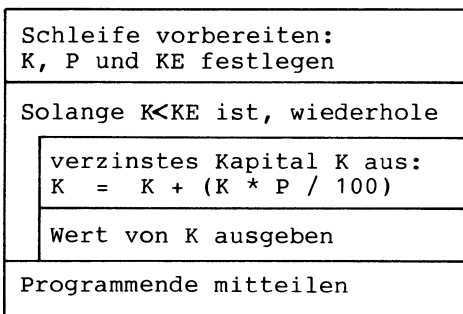 Schleife vorbereiten:
K, P und KE festlegen
Solange K<KE ist, wiederhole
verzinstes Kapital K aus:
K = K + (K * P / 100)
Wert von K ausgeben
Programmende mitteilen